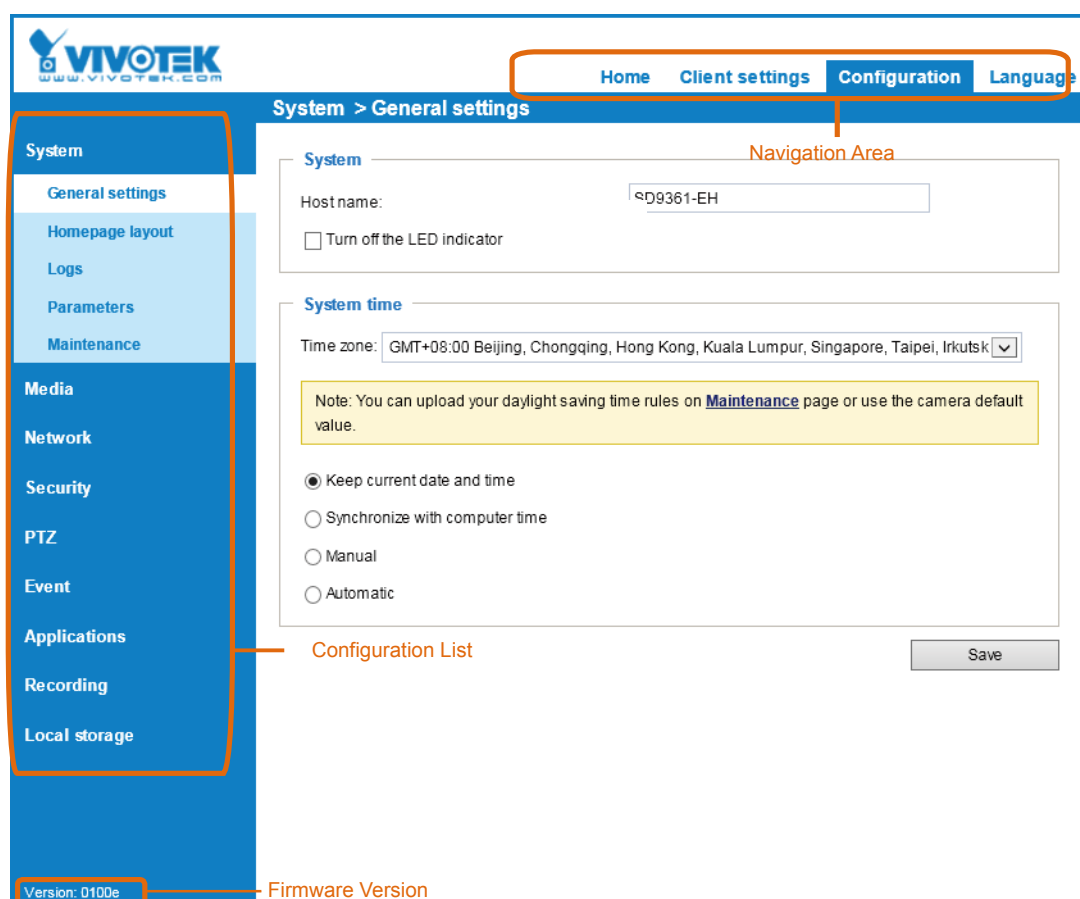 VIVOTEK
www.vivotek.com
Home Client settings Configuration Language
System > General settings
Navigation Area
System
General settings
Homepage layout
Logs
Parameters
Maintenance
Media
Network
Security
PTZ
Event
Applications
Recording
Local storage
System
Host name: SD9361-EH
Turn off the LED indicator
System time
Time zone: GMT+08:00 Beijing, Chongqing, Hong Kong, Kuala Lumpur, Singapore, Taipei, Irkutsk
Note: You can upload your daylight saving time rules on Maintenance page or use the camera default
value.
Keep current date and time
Synchronize with computer time
Manual
Automatic
Configuration List
Save
Version: 0100e
Firmware Version